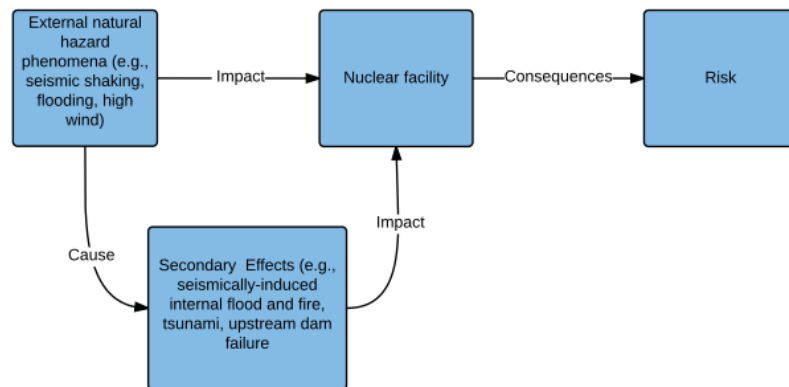 External natural
hazard
phenomena (e.g.,
seismic shaking,
flooding, high
wind)
Impact
Nuclear facility
Consequences
Risk
Cause
Impact
Secondary Effects (e.g.,
seismically-induced
internal flood and fire,
tsunami, upstream dam
failure